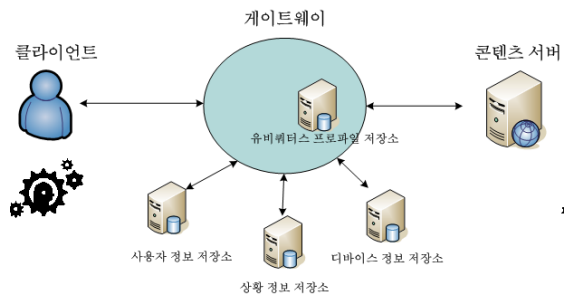 게이트웨이
클라이언트
콘텐츠 서버
유비쿼터스 프로파일 저장소
사용자 정보 저장소
디바이스 정보 저장소
상황 정보 저장소